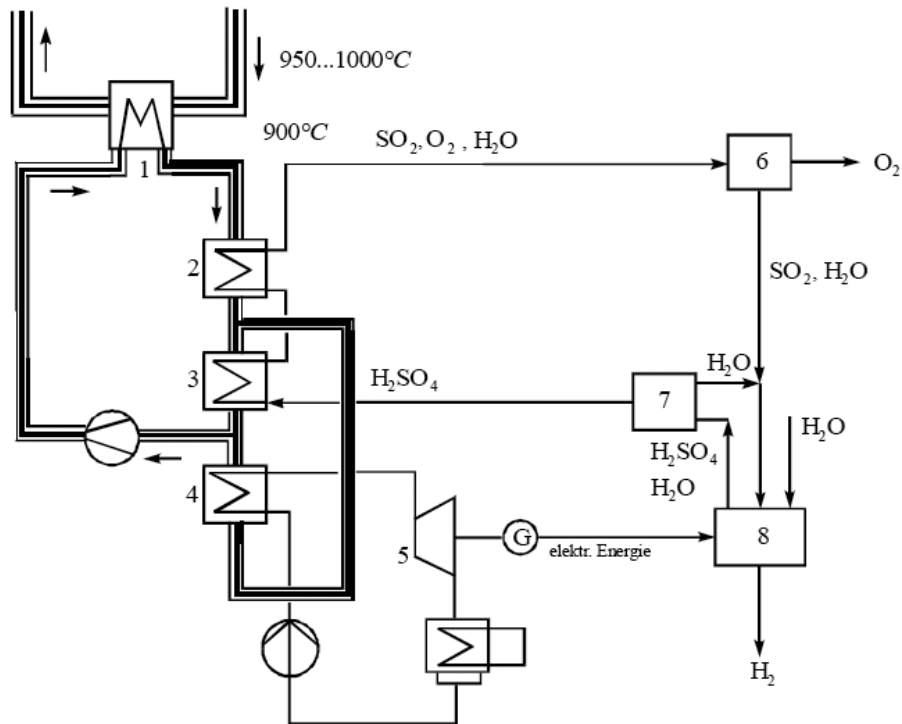 950...1000°C
900°C
SO₂, O₂ , H₂O
6
O₂
1
2
SO₂, H₂O
3
H₂SO₄
H₂O
7
H₂O
H₂SO₄
H₂O
4
5
G
elektr. Energie
8
H₂